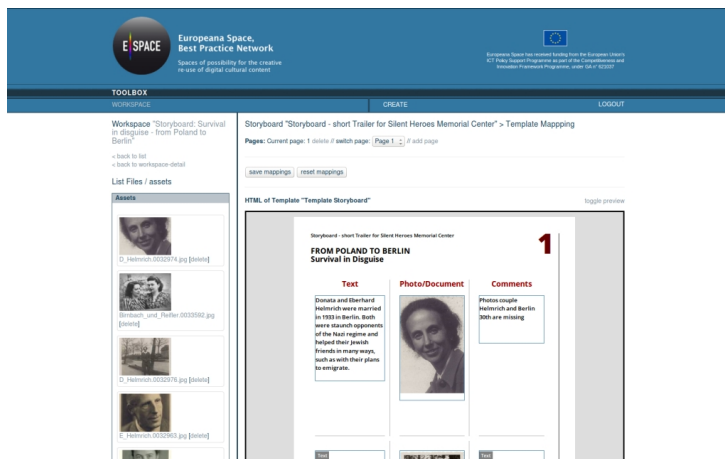 E SPACE
Europeana Space,
Best Practice
Network
Spaces of possibility
for the creative
re-use of digital cultural content
Europeana Space has received funding from the European Union's
ICT Policy Support Programme as part of the Competitiveness and
Innovation Framework Programme, under GA n° 621037
TOOLBOX
WORKSPACE
CREATE
LOGOUT
Workspace "Storyboard: Survival
in disguise - from Poland to
Berlin"
« back to list
« back to workspace-detail
List Files / assets
Assets
D_Helmrich.0032974.jpg [delete]
Birnbach_und_Reifler.0033592.jpg
[delete]
D_Helmrich.0032976.jpg [delete]
E_Helmrich.0032963.jpg [delete]
Storyboard "Storyboard - short Trailer for Silent Heroes Memorial Center" > Template Mappping
Pages: Current page: 1 delete // switch page: Page 1 // add page
save mappings
reset mappings
HTML of Template "Template Storyboard"
toggle preview
Storyboard - short Trailer for Silent Heroes Memorial Center
1
FROM POLAND TO BERLIN
Survival in Disguise
Text
Photo/Document
Comments
Donata and Eberhard
Helmrich were married
in 1933 in Berlin. Both
were staunch opponents
of the Nazi regime and
helped their Jewish
friends in many ways,
such as with their plans
to emigrate.
Photos couple
Helmrich and Berlin
30th are missing
Text
Text